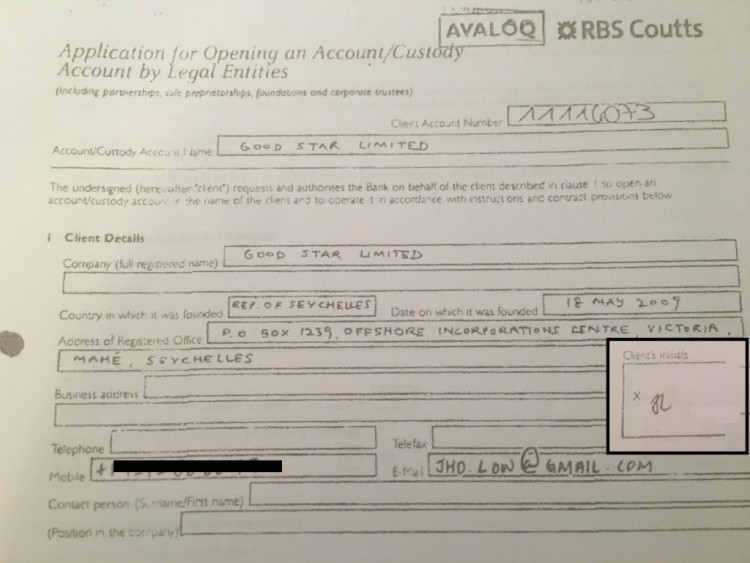 AVALOQ RBS Coutts
Application for Opening an Account/Custody
Account by Legal Entities
(including partnerships, sole proprietorships, foundations and corporate trustees)
Client Account Number 11116073
Account/Custody Account Name GOOD STAR LIMITED
The undersigned (hereinafter "client") requests and authorises the Bank on behalf of the client described in clause 1 to open an
account/custody account in the name of the client and to operate it in accordance with instructions and contract provisions below
1 Client Details
Company (full registered name) GOOD STAR LIMITED
Country in which it was founded REP. OF SEYCHELLES Date on which it was founded 18 MAY 2009
Address of Registered Office P.O BOX 1239, OFFSHORE INCORPORATIONS CENTRE, VICTORIA,
MAHÉ, SEYCHELLES
Client's initials
x
Business address
Telephone Telefax
Mobile +1 E-Mail JHO.LOW@GMAIL.COM
Contact person (Surname/First name)
(Position in the company)